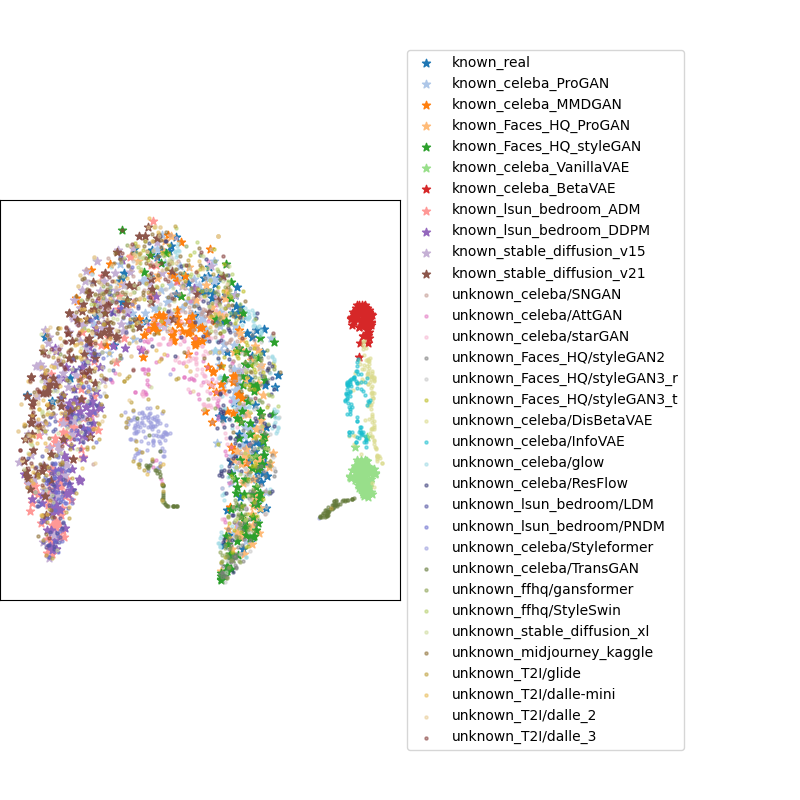 known_real
known_celeba_ProGAN
known_celeba_MMDGAN
known_Faces_HQ_ProGAN
known_Faces_HQ_styleGAN
known_celeba_VanillaVAE
known_celeba_BetaVAE
known_lsun_bedroom_ADM
known_lsun_bedroom_DDPM
known_stable_diffusion_v15
known_stable_diffusion_v21
unknown_celeba/SNGAN
unknown_celeba/AttGAN
unknown_celeba/starGAN
unknown_Faces_HQ/styleGAN2
unknown_Faces_HQ/styleGAN3_r
unknown_Faces_HQ/styleGAN3_t
unknown_celeba/DisBetaVAE
unknown_celeba/InfoVAE
unknown_celeba/glow
unknown_celeba/ResFlow
unknown_lsun_bedroom/LDM
unknown_lsun_bedroom/PNDM
unknown_celeba/Styleformer
unknown_celeba/TransGAN
unknown_ffhq/gansformer
unknown_ffhq/StyleSwin
unknown_stable_diffusion_xl
unknown_midjourney_kaggle
unknown_T2I/glide
unknown_T2I/dalle-mini
unknown_T2I/dalle_2
unknown_T2I/dalle_3